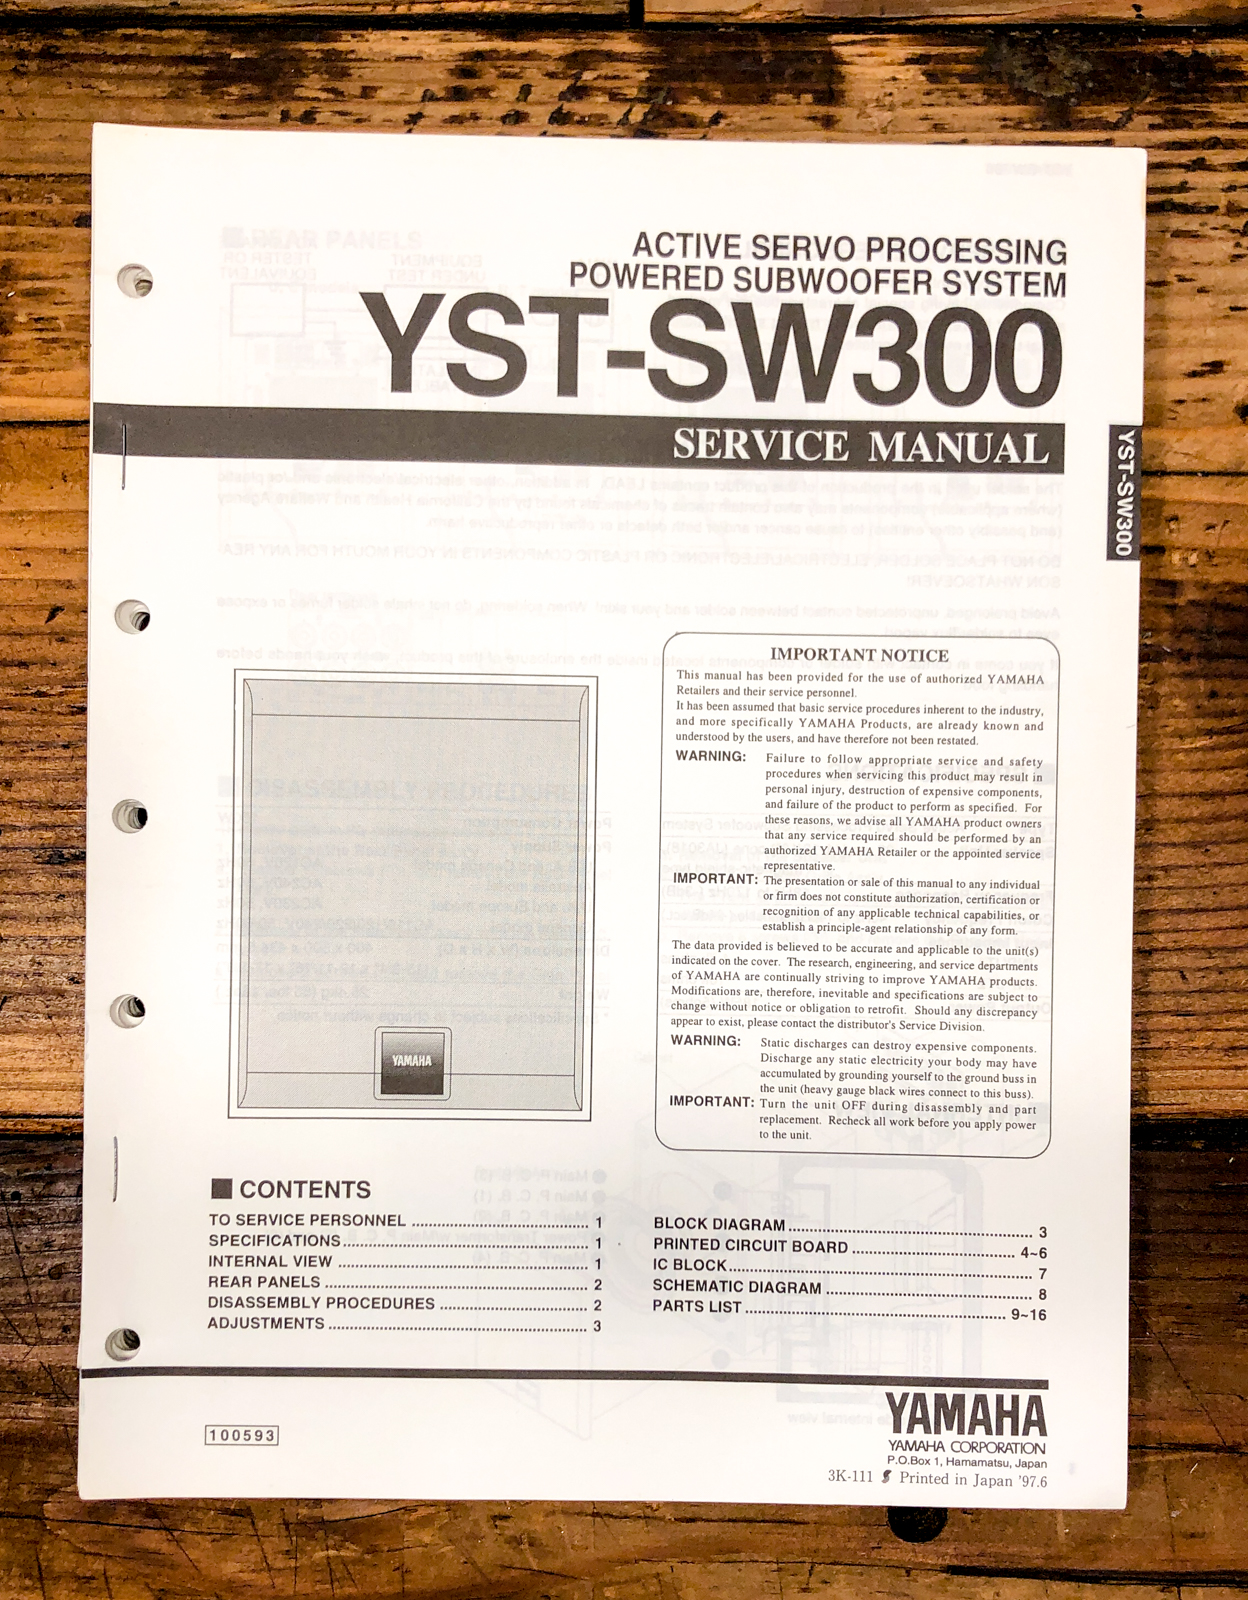 ACTIVE SERVO PROCESSING
POWERED SUBWOOFER SYSTEM
YST-SW300
SERVICE MANUAL
YST-SW300
IMPORTANT NOTICE
This manual has been provided for the use of authorized YAMAHA
Retailers and their service personnel.
It has been assumed that basic service procedures inherent to the industry,
and more specifically YAMAHA Products, are already known and
understood by the users, and have therefore not been restated.
WARNING: Failure to follow appropriate service and safety
procedures when servicing this product may result in
personal injury, destruction of expensive components,
and failure of the product to perform as specified. For
these reasons, we advise all YAMAHA product owners
that any service required should be performed by an
authorized YAMAHA Retailer or the appointed service
representative.
IMPORTANT: The presentation or sale of this manual to any individual
or firm does not constitute authorization, certification or
recognition of any applicable technical capabilities, or
establish a principle-agent relationship of any form.
The data provided is believed to be accurate and applicable to the unit(s)
indicated on the cover. The research, engineering, and service departments
of YAMAHA are continually striving to improve YAMAHA products.
Modifications are, therefore, inevitable and specifications are subject to
change without notice or obligation to retrofit. Should any discrepancy
appear to exist, please contact the distributor's Service Division.
WARNING: Static discharges can destroy expensive components.
Discharge any static electricity your body may have
accumulated by grounding yourself to the ground buss in
the unit (heavy gauge black wires connect to this buss).
IMPORTANT: Turn the unit OFF during disassembly and part
replacement. Recheck all work before you apply power
to the unit.
YAMAHA
■ CONTENTS
TO SERVICE PERSONNEL ........ 1
SPECIFICATIONS ........ 1
INTERNAL VIEW ........ 1
REAR PANELS ........ 2
DISASSEMBLY PROCEDURES ........ 2
ADJUSTMENTS ........ 3
BLOCK DIAGRAM ........ 3
PRINTED CIRCUIT BOARD ........ 4~6
IC BLOCK ........ 7
SCHEMATIC DIAGRAM ........ 8
PARTS LIST ........ 9~16
100593
YAMAHA
YAMAHA CORPORATION
P.O.Box 1, Hamamatsu, Japan
3K-111 Printed in Japan '97.6